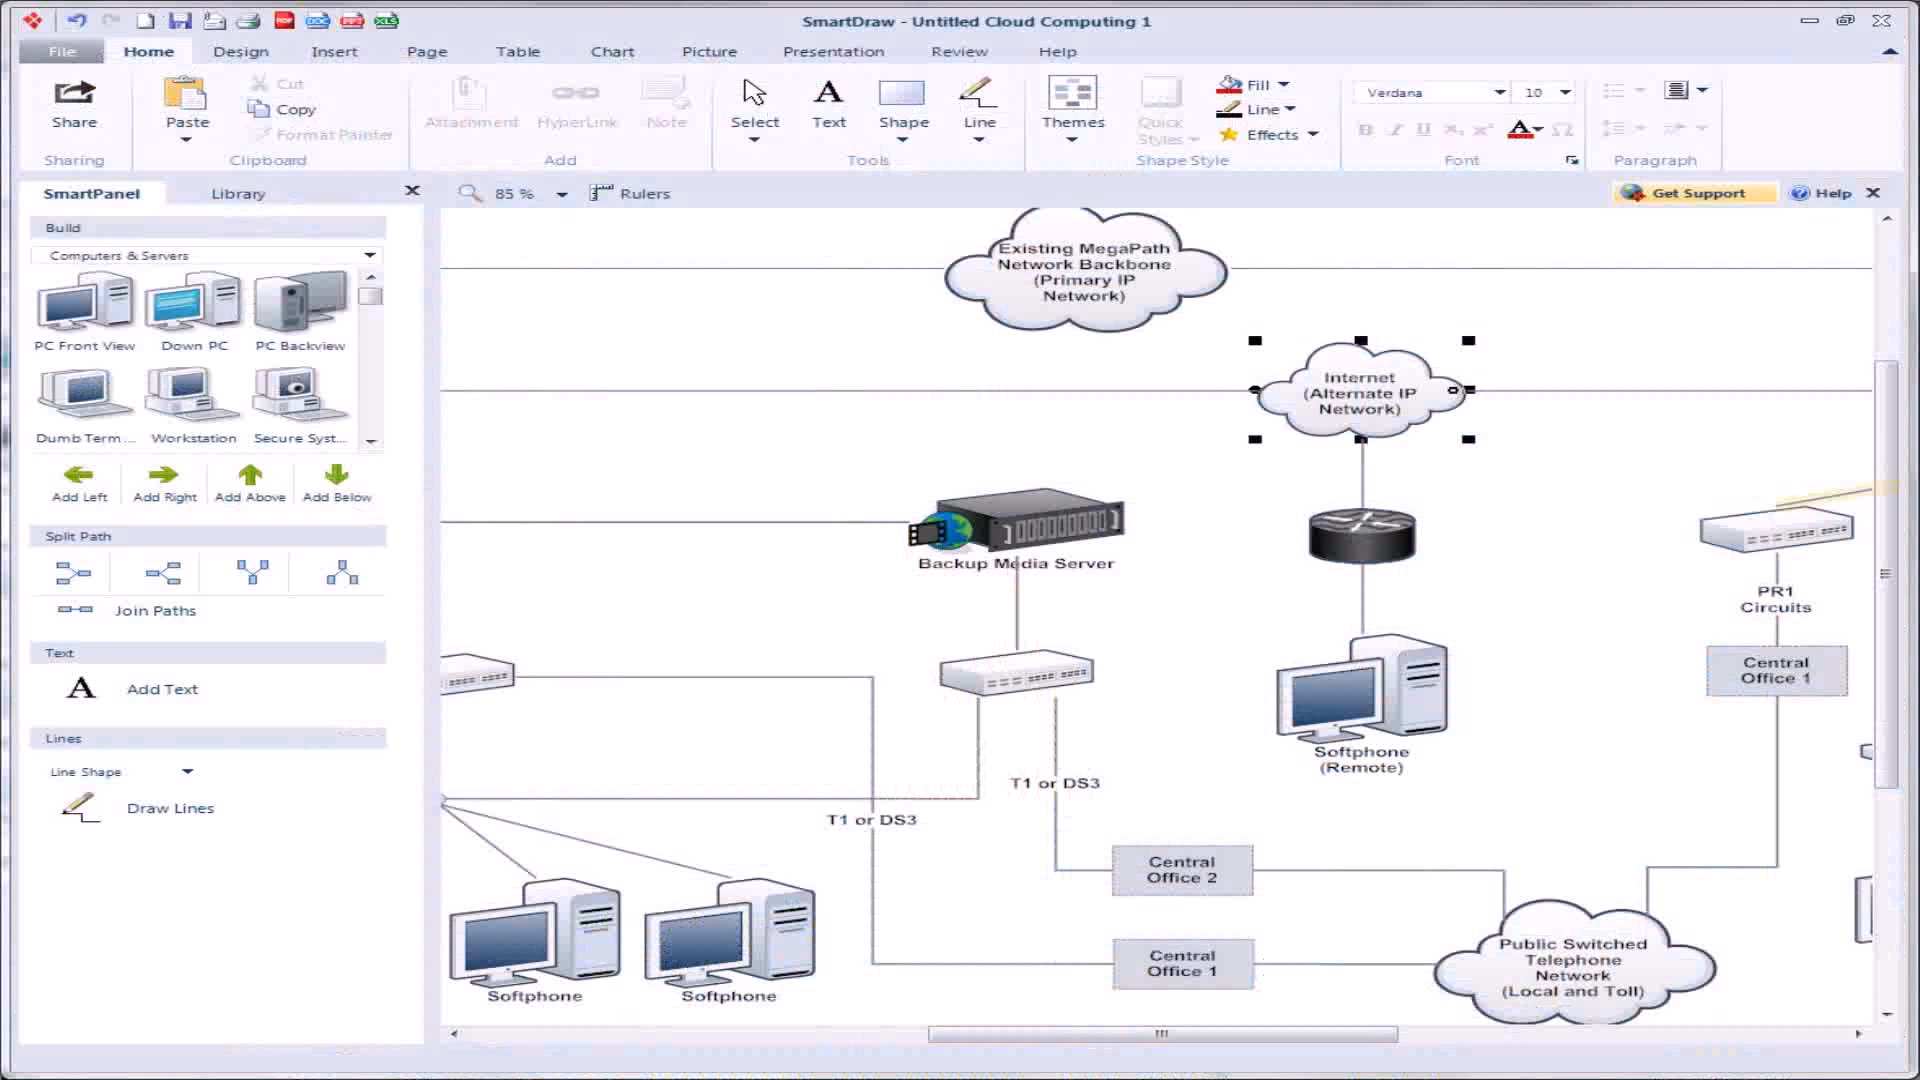 PDF
DOC
PPT
XLS
SmartDraw - Untitled Cloud Computing 1
File
Home
Design
Insert
Page
Table
Chart
Picture
Presentation
Review
Help
Share
Sharing
Paste
Cut
Copy
Format Painter
Clipboard
Attachment
HyperLink
Note
Add
Select
A
Text
Shape
Line
Tools
Themes
Quick
Styles
Fill
Line
Effects
Shape Style
Verdana
10
B I U X₂ X² A Ω
Font
Paragraph
SmartPanel
Library
85 %
Rulers
Get Support
Help
Build
Computers & Servers
PC Front View
Down PC
PC Backview
Dumb Term...
Workstation
Secure Syst...
Add Left
Add Right
Add Above
Add Below
Split Path
Join Paths
Text
A
Add Text
Lines
Line Shape
Draw Lines
Existing MegaPath
Network Backbone
(Primary IP
Network)
Internet
(Alternate IP
Network)
Backup Media Server
PR1
Circuits
Central
Office 1
Softphone
(Remote)
T1 or DS3
T1 or DS3
Central
Office 2
Central
Office 1
Public Switched
Telephone
Network
(Local and Toll)
Softphone
Softphone